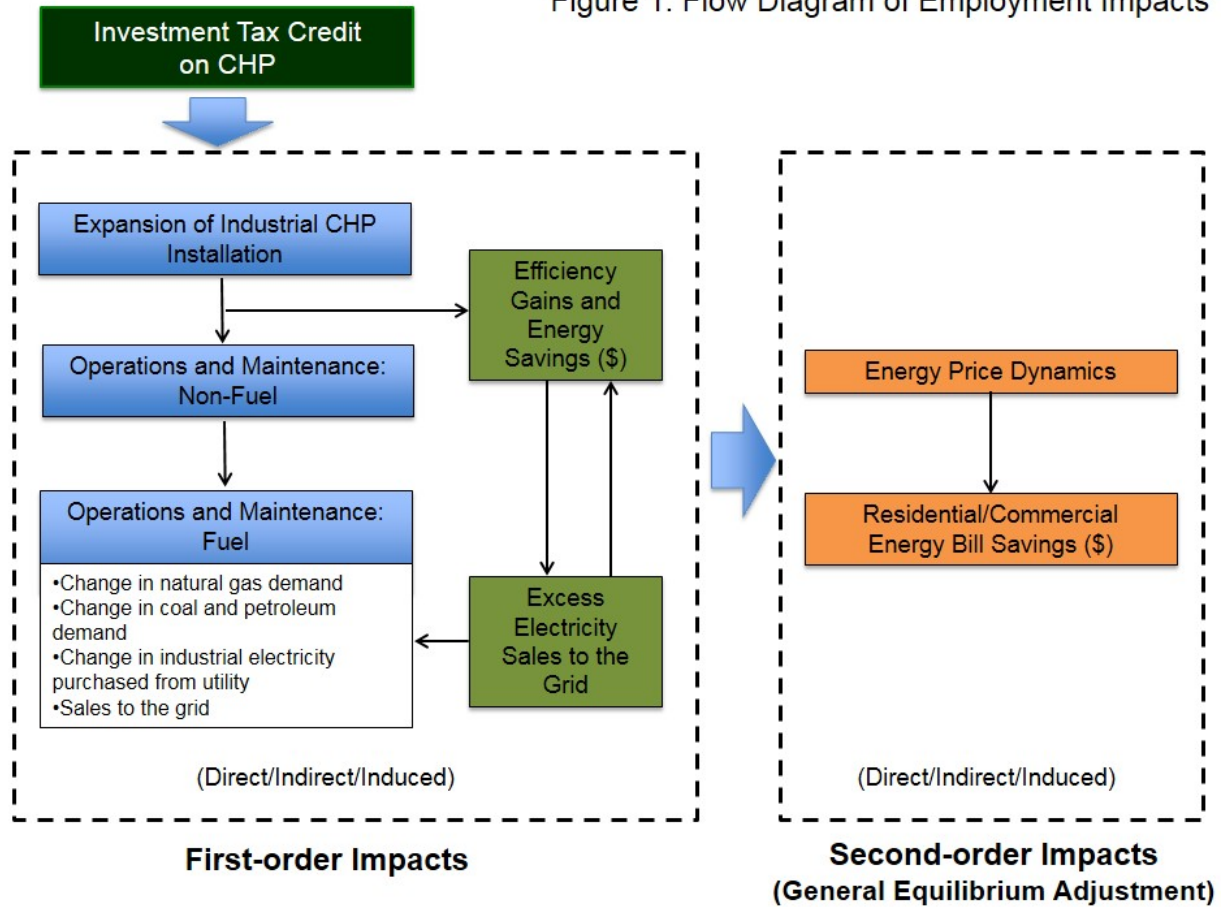 Figure 1. Flow Diagram of Employment Impacts
Investment Tax Credit
on CHP
Expansion of Industrial CHP
Installation
Efficiency
Gains and
Energy
Savings ($)
Operations and Maintenance:
Non-Fuel
Operations and Maintenance:
Fuel
•Change in natural gas demand
•Change in coal and petroleum
demand
•Change in industrial electricity
purchased from utility
•Sales to the grid
Excess
Electricity
Sales to the
Grid
(Direct/Indirect/Induced)
First-order Impacts
Energy Price Dynamics
Residential/Commercial
Energy Bill Savings ($)
(Direct/Indirect/Induced)
Second-order Impacts
(General Equilibrium Adjustment)